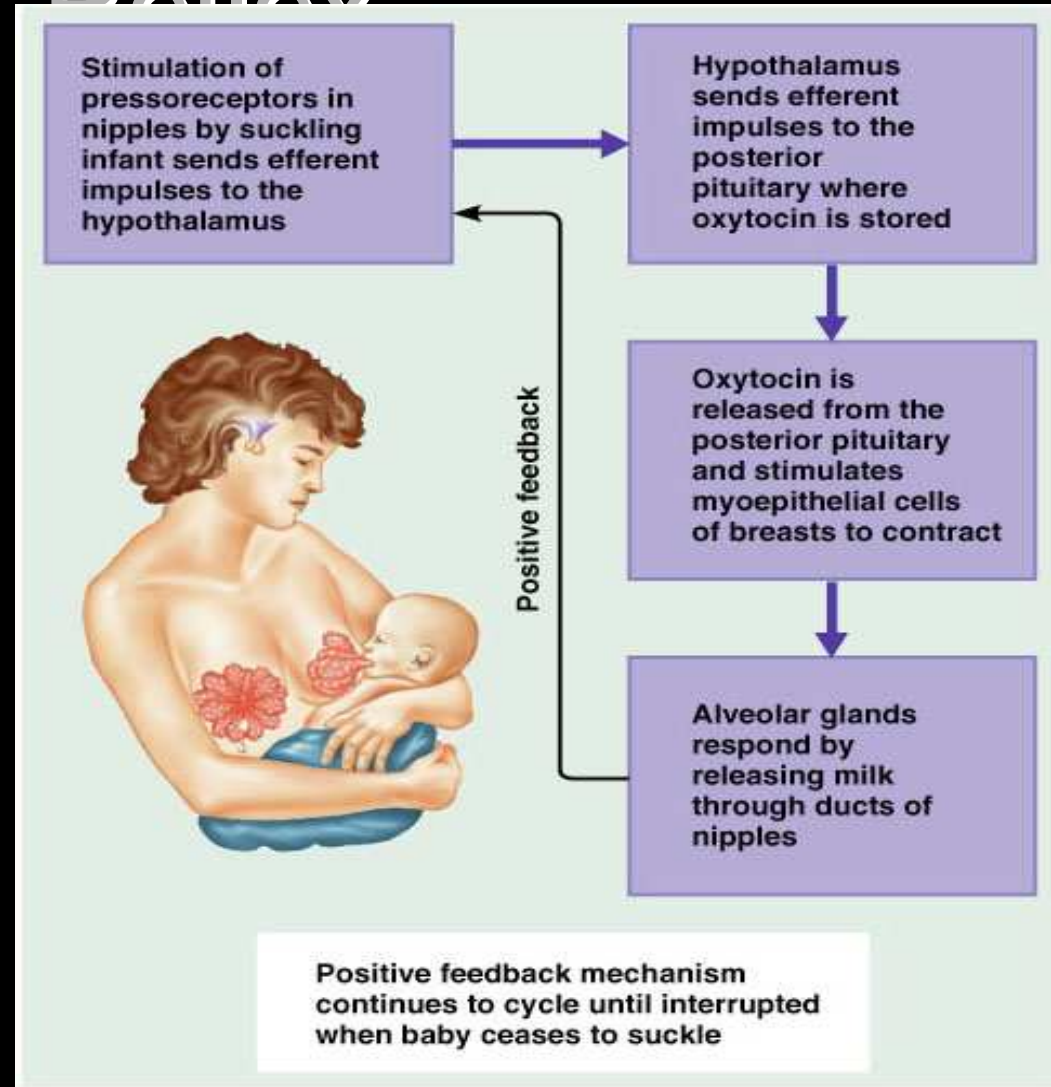 Stimulation of
pressoreceptors in
nipples by suckling
infant sends efferent
impulses to the
hypothalamus
Hypothalamus
sends efferent
impulses to the
posterior
pituitary where
oxytocin is stored
Oxytocin is
released from the
posterior pituitary
and stimulates
myoepithelial cells
of breasts to contract
Positive feedback
Alveolar glands
respond by
releasing milk
through ducts of
nipples
Positive feedback mechanism
continues to cycle until interrupted
when baby ceases to suckle